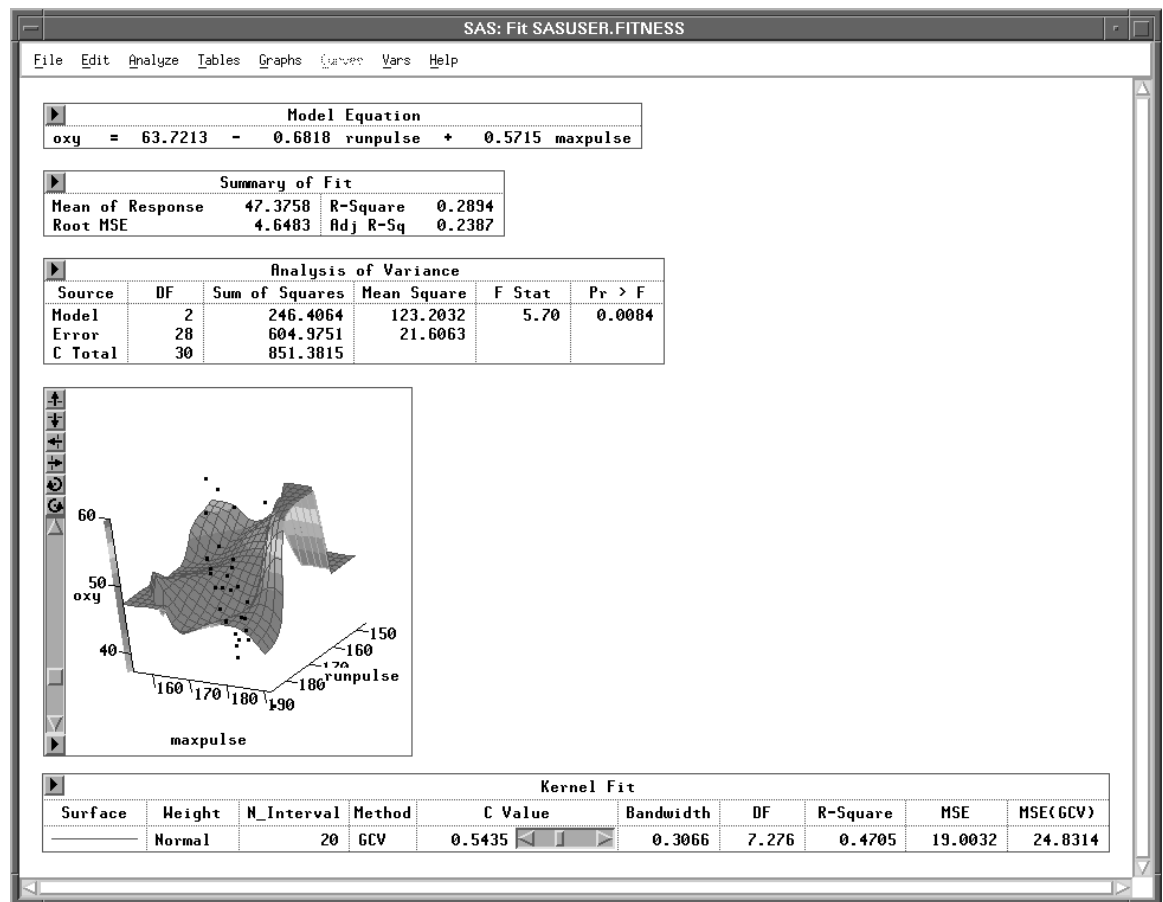 SAS: Fit SASUSER.FITNESS
File Edit Analyze Tables Graphs Curves Vars Help
Model Equation
oxy = 63.7213 - 0.6818 runpulse + 0.5715 maxpulse
Summary of Fit
Mean of Response 47.3758 R-Square 0.2894
Root MSE 4.6483 Adj R-Sq 0.2387
Analysis of Variance
Source DF Sum of Squares Mean Square F Stat Pr > F
Model 2 246.4064 123.2032 5.70 0.0084
Error 28 604.9751 21.6063
C Total 30 851.3815
60
50
oxy
40
150
160
170
180 runpulse
160 170 180 190
maxpulse
Kernel Fit
Surface Weight N_Interval Method C Value Bandwidth DF R-Square MSE MSE(GCV)
Normal 20 GCV 0.5435 0.3066 7.276 0.4705 19.0032 24.8314